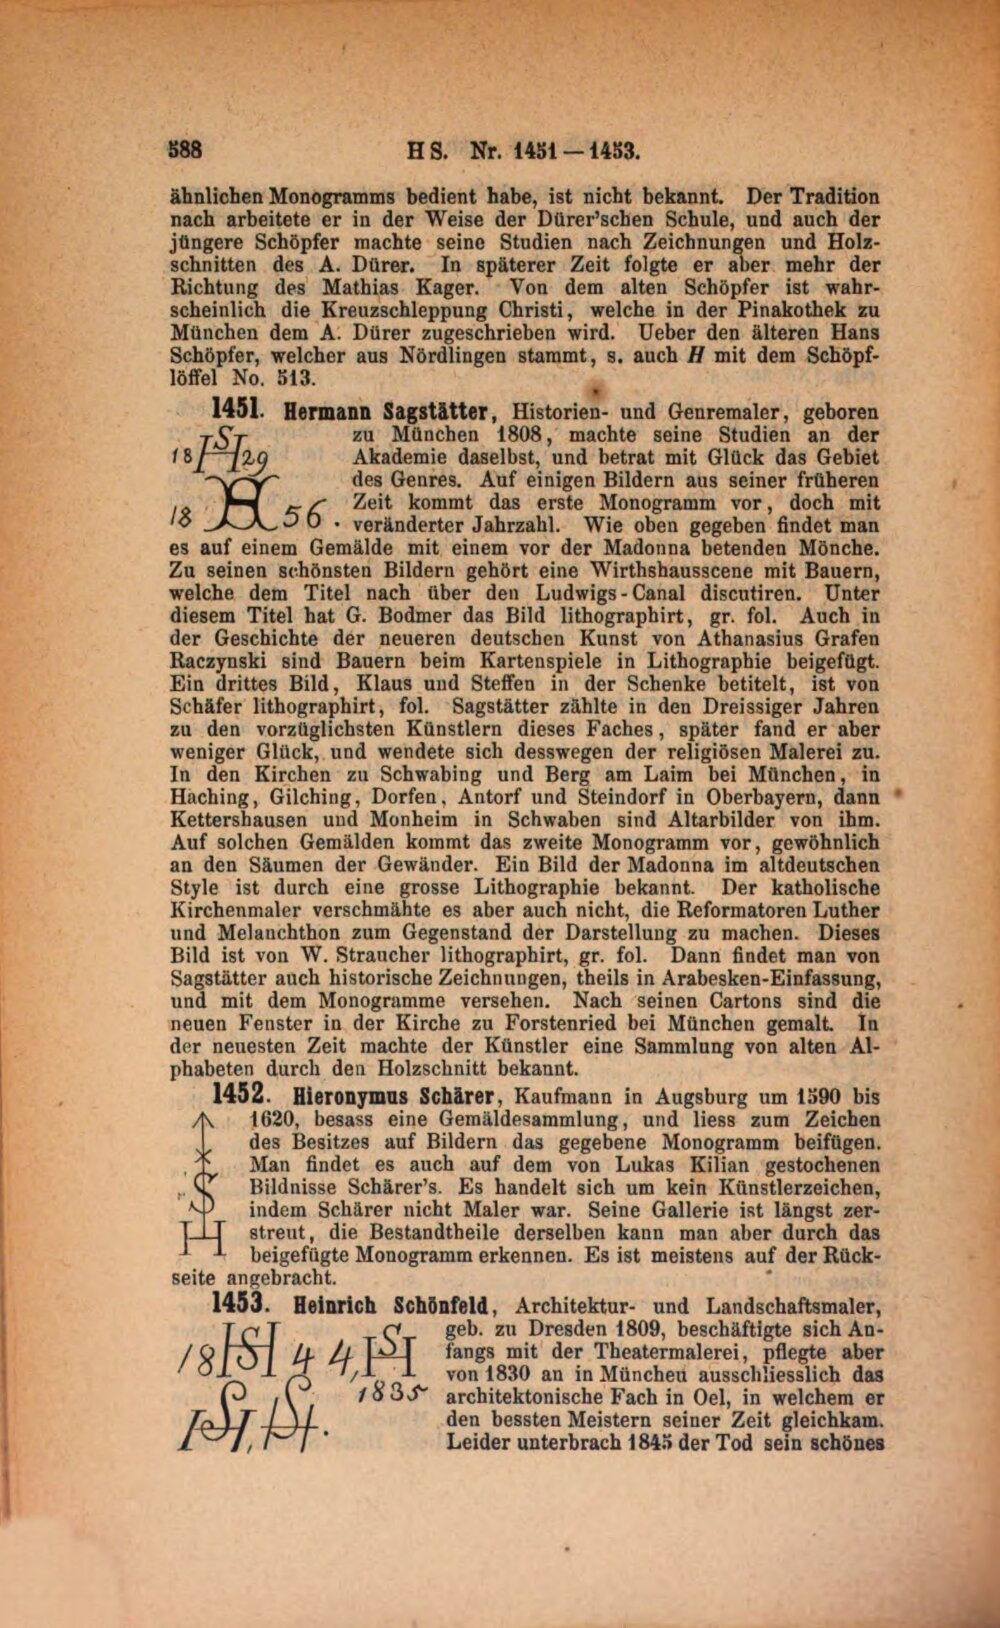 588 HS. Nr. 1451 — 1453.
ähnlichen Monogramms bedient habe, ist nicht bekannt. Der Tradition
nach arbeitete er in der Weise der Dürer'schen Schule, und auch der
jüngere Schöpfer machte seine Studien nach Zeichnungen und Holz-
schnitten des A. Dürer. In späterer Zeit folgte er aber mehr der
Richtung des Mathias Kager. Von dem alten Schöpfer ist wahr-
scheinlich die Kreuzschleppung Christi, welche in der Pinakothek zu
München dem A. Dürer zugeschrieben wird. Ueber den älteren Hans
Schöpfer, welcher aus Nördlingen stammt, s. auch H mit dem Schöpf-
löffel No. 513.
1451. Hermann Sagstätter, Historien- und Genremaler, geboren
zu München 1808, machte seine Studien an der
18 HS 29 Akademie daselbst, und betrat mit Glück das Gebiet
des Genres. Auf einigen Bildern aus seiner früheren
Zeit kommt das erste Monogramm vor, doch mit
18 56. veränderter Jahrzahl. Wie oben gegeben findet man
es auf einem Gemälde mit einem vor der Madonna betenden Mönche.
Zu seinen schönsten Bildern gehört eine Wirthshausscene mit Bauern,
welche dem Titel nach über den Ludwigs-Canal discutiren. Unter
diesem Titel hat G. Bodmer das Bild lithographirt, gr. fol. Auch in
der Geschichte der neueren deutschen Kunst von Athanasius Grafen
Raczynski sind Bauern beim Kartenspiele in Lithographie beigefügt.
Ein drittes Bild, Klaus und Steffen in der Schenke betitelt, ist von
Schäfer lithographirt, fol. Sagstätter zählte in den Dreissiger Jahren
zu den vorzüglichsten Künstlern dieses Faches, später fand er aber
weniger Glück, und wendete sich desswegen der religiösen Malerei zu.
In den Kirchen zu Schwabing und Berg am Laim bei München, in
Haching, Gilching, Dorfen, Antorf und Steindorf in Oberbayern, dann
Kettershausen und Monheim in Schwaben sind Altarbilder von ihm.
Auf solchen Gemälden kommt das zweite Monogramm vor, gewöhnlich
an den Säumen der Gewänder. Ein Bild der Madonna im altdeutschen
Style ist durch eine grosse Lithographie bekannt. Der katholische
Kirchenmaler verschmähte es aber auch nicht, die Reformatoren Luther
und Melanchthon zum Gegenstand der Darstellung zu machen. Dieses
Bild ist von W. Straucher lithographirt, gr. fol. Dann findet man von
Sagstätter auch historische Zeichnungen, theils in Arabesken-Einfassung,
und mit dem Monogramme versehen. Nach seinen Cartons sind die
neuen Fenster in der Kirche zu Forstenried bei München gemalt. In
der neuesten Zeit machte der Künstler eine Sammlung von alten Al-
phabeten durch den Holzschnitt bekannt.
1452. Hieronymus Schärer, Kaufmann in Augsburg um 1590 bis
1620, besass eine Gemäldesammlung, und liess zum Zeichen
des Besitzes auf Bildern das gegebene Monogramm beifügen.
Man findet es auch auf dem von Lukas Kilian gestochenen
Bildnisse Schärer's. Es handelt sich um kein Künstlerzeichen,
indem Schärer nicht Maler war. Seine Gallerie ist längst zer-
streut, die Bestandtheile derselben kann man aber durch das
beigefügte Monogramm erkennen. Es ist meistens auf der Rück-
seite angebracht.
1453. Heinrich Schönfeld, Architektur- und Landschaftsmaler,
geb. zu Dresden 1809, beschäftigte sich An-
18 HS 44, HS fangs mit der Theatermalerei, pflegte aber
von 1830 an in München ausschliesslich das
1835 architektonische Fach in Oel, in welchem er
HS, HS. den bessten Meistern seiner Zeit gleichkam.
Leider unterbrach 1845 der Tod sein schönes